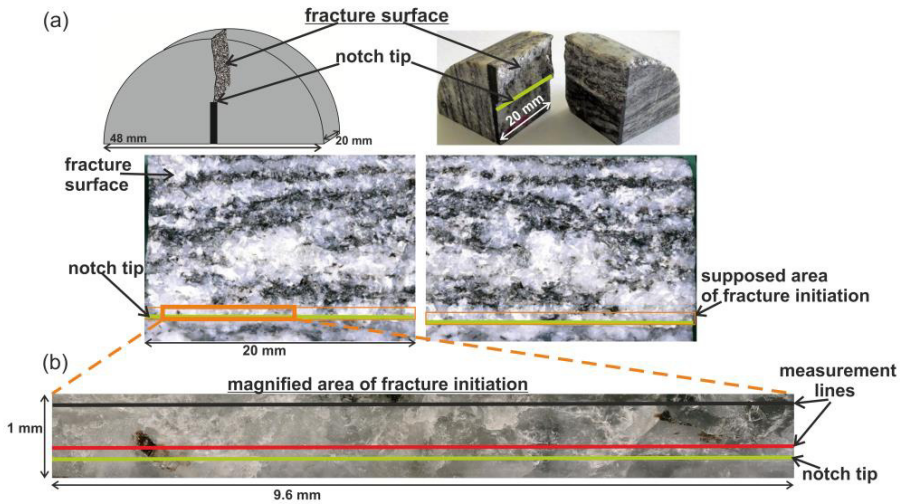 (a)
fracture surface
notch tip
48 mm
20 mm
20 mm
fracture
surface
notch tip
supposed area
of fracture initiation
20 mm
(b)
magnified area of fracture initiation
measurement
lines
1 mm
notch tip
9.6 mm